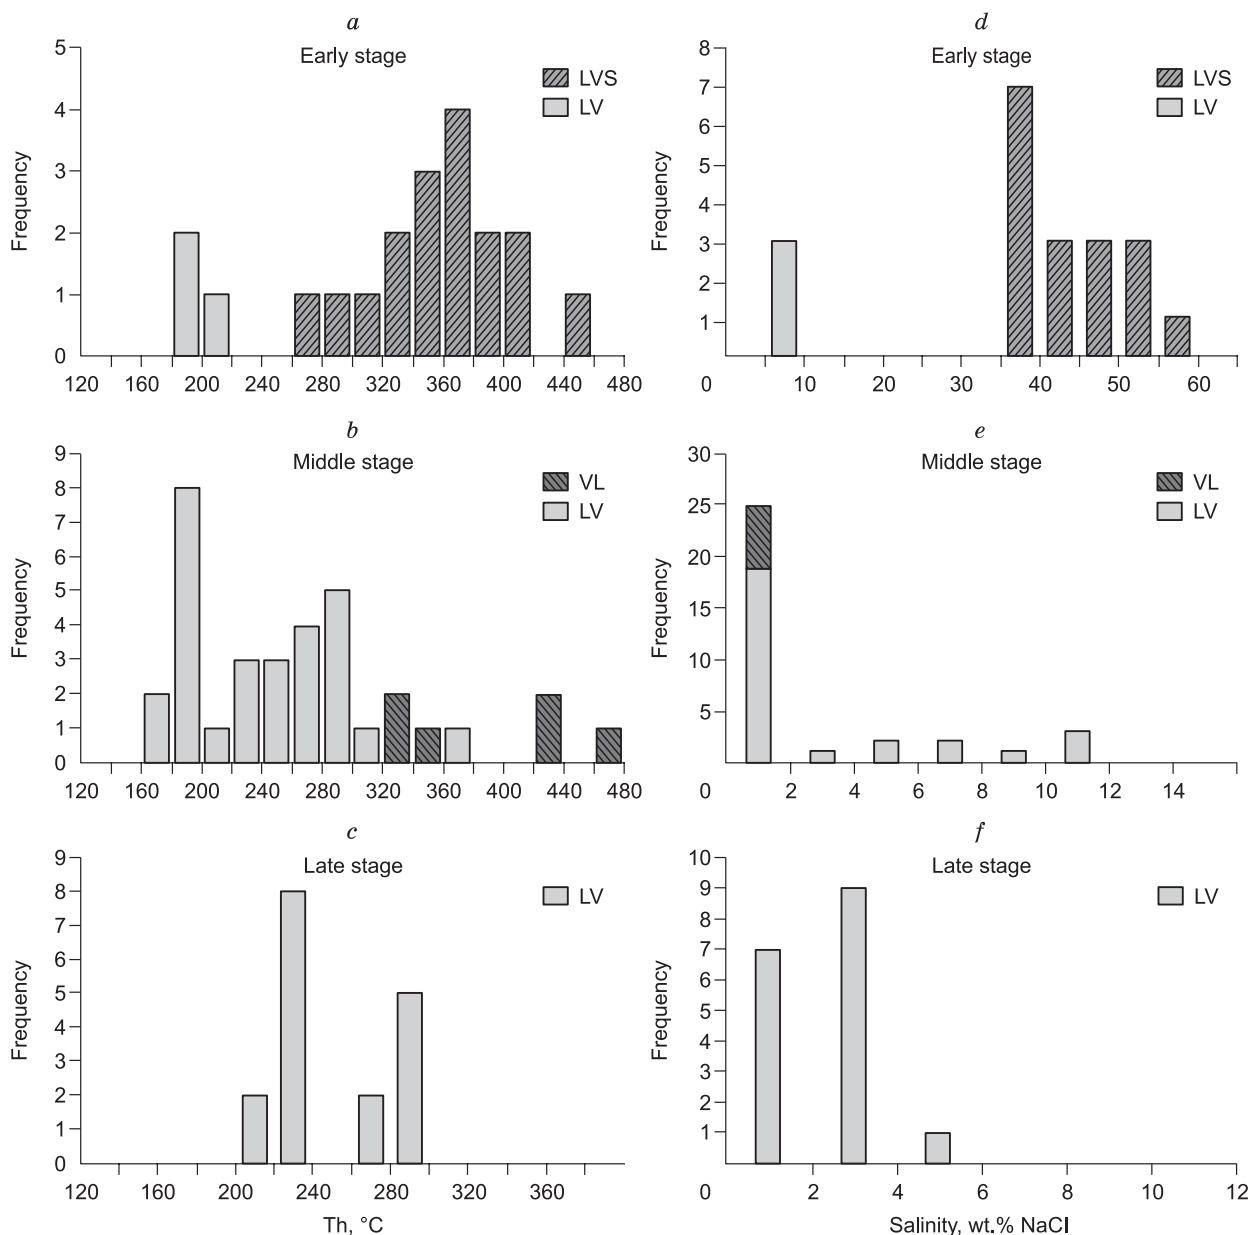 a
Early stage
LVS
LV
Frequency
5
4
3
2
1
0
120 160 200 240 280 320 360 400 440 480
d
Early stage
LVS
LV
Frequency
8
7
6
5
4
3
2
1
0 10 20 30 40 50 60
b
Middle stage
VL
LV
Frequency
9
8
7
6
5
4
3
2
1
0
120 160 200 240 280 320 360 400 440 480
e
Middle stage
VL
LV
Frequency
30
25
20
15
10
5
0 2 4 6 8 10 12 14
c
Late stage
LV
Frequency
9
8
7
6
5
4
3
2
1
0
120 160 200 240 280 320 360
Th, °C
f
Late stage
LV
Frequency
10
9
8
7
6
5
4
3
2
1
0 2 4 6 8 10 12
Salinity, wt.% NaCl